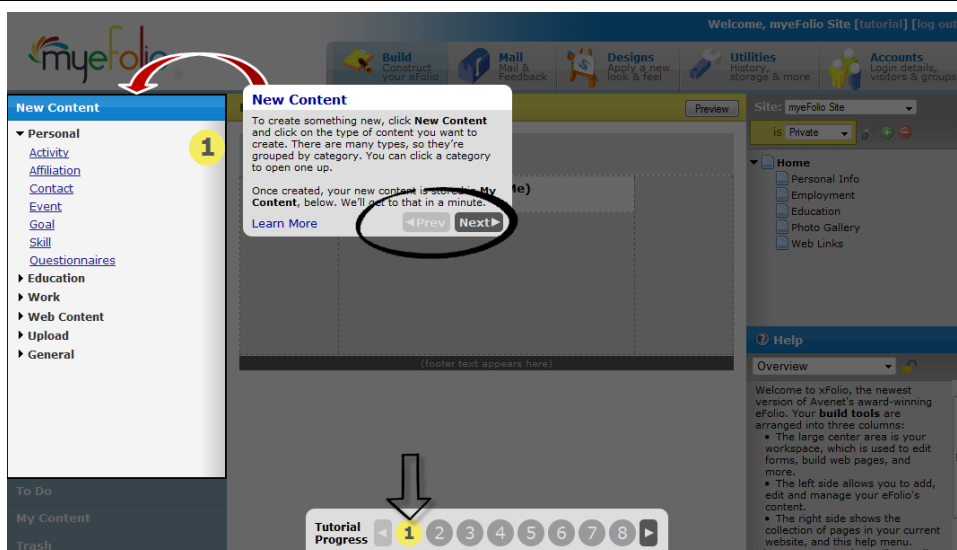 Welcome, myeFolio Site [tutorial] [log out
myefolio
Build
Construct
your eFolio
Mail
Mail &
Feedback
Designs
Apply a new
look & feel
Utilities
History,
storage & more
Accounts
Login details,
visitors & groups
New Content
Personal
Activity
Affiliation
Contact
Event
Goal
Skill
Questionnaires
Education
Work
Web Content
Upload
General
1
To Do
My Content
Trash
New Content
To create something new, click New Content
and click on the type of content you want to
create. There are many types, so they're
grouped by category. You can click a category
to open one up.
Once created, your new content is stored in My
Content, below. We'll get to that in a minute.
Learn More
Prev
Next
Me)
Preview
(footer text appears here)
Site: myeFolio Site
is Private
Home
Personal Info
Employment
Education
Photo Gallery
Web Links
Help
Overview
Welcome to xFolio, the newest
version of Avenet's award-winning
eFolio. Your build tools are
arranged into three columns:
• The large center area is your
workspace, which is used to edit
forms, build web pages, and
more.
• The left side allows you to add,
edit and manage your eFolio's
content.
• The right side shows the
collection of pages in your current
website, and this help menu.
Tutorial
Progress
1 2 3 4 5 6 7 8